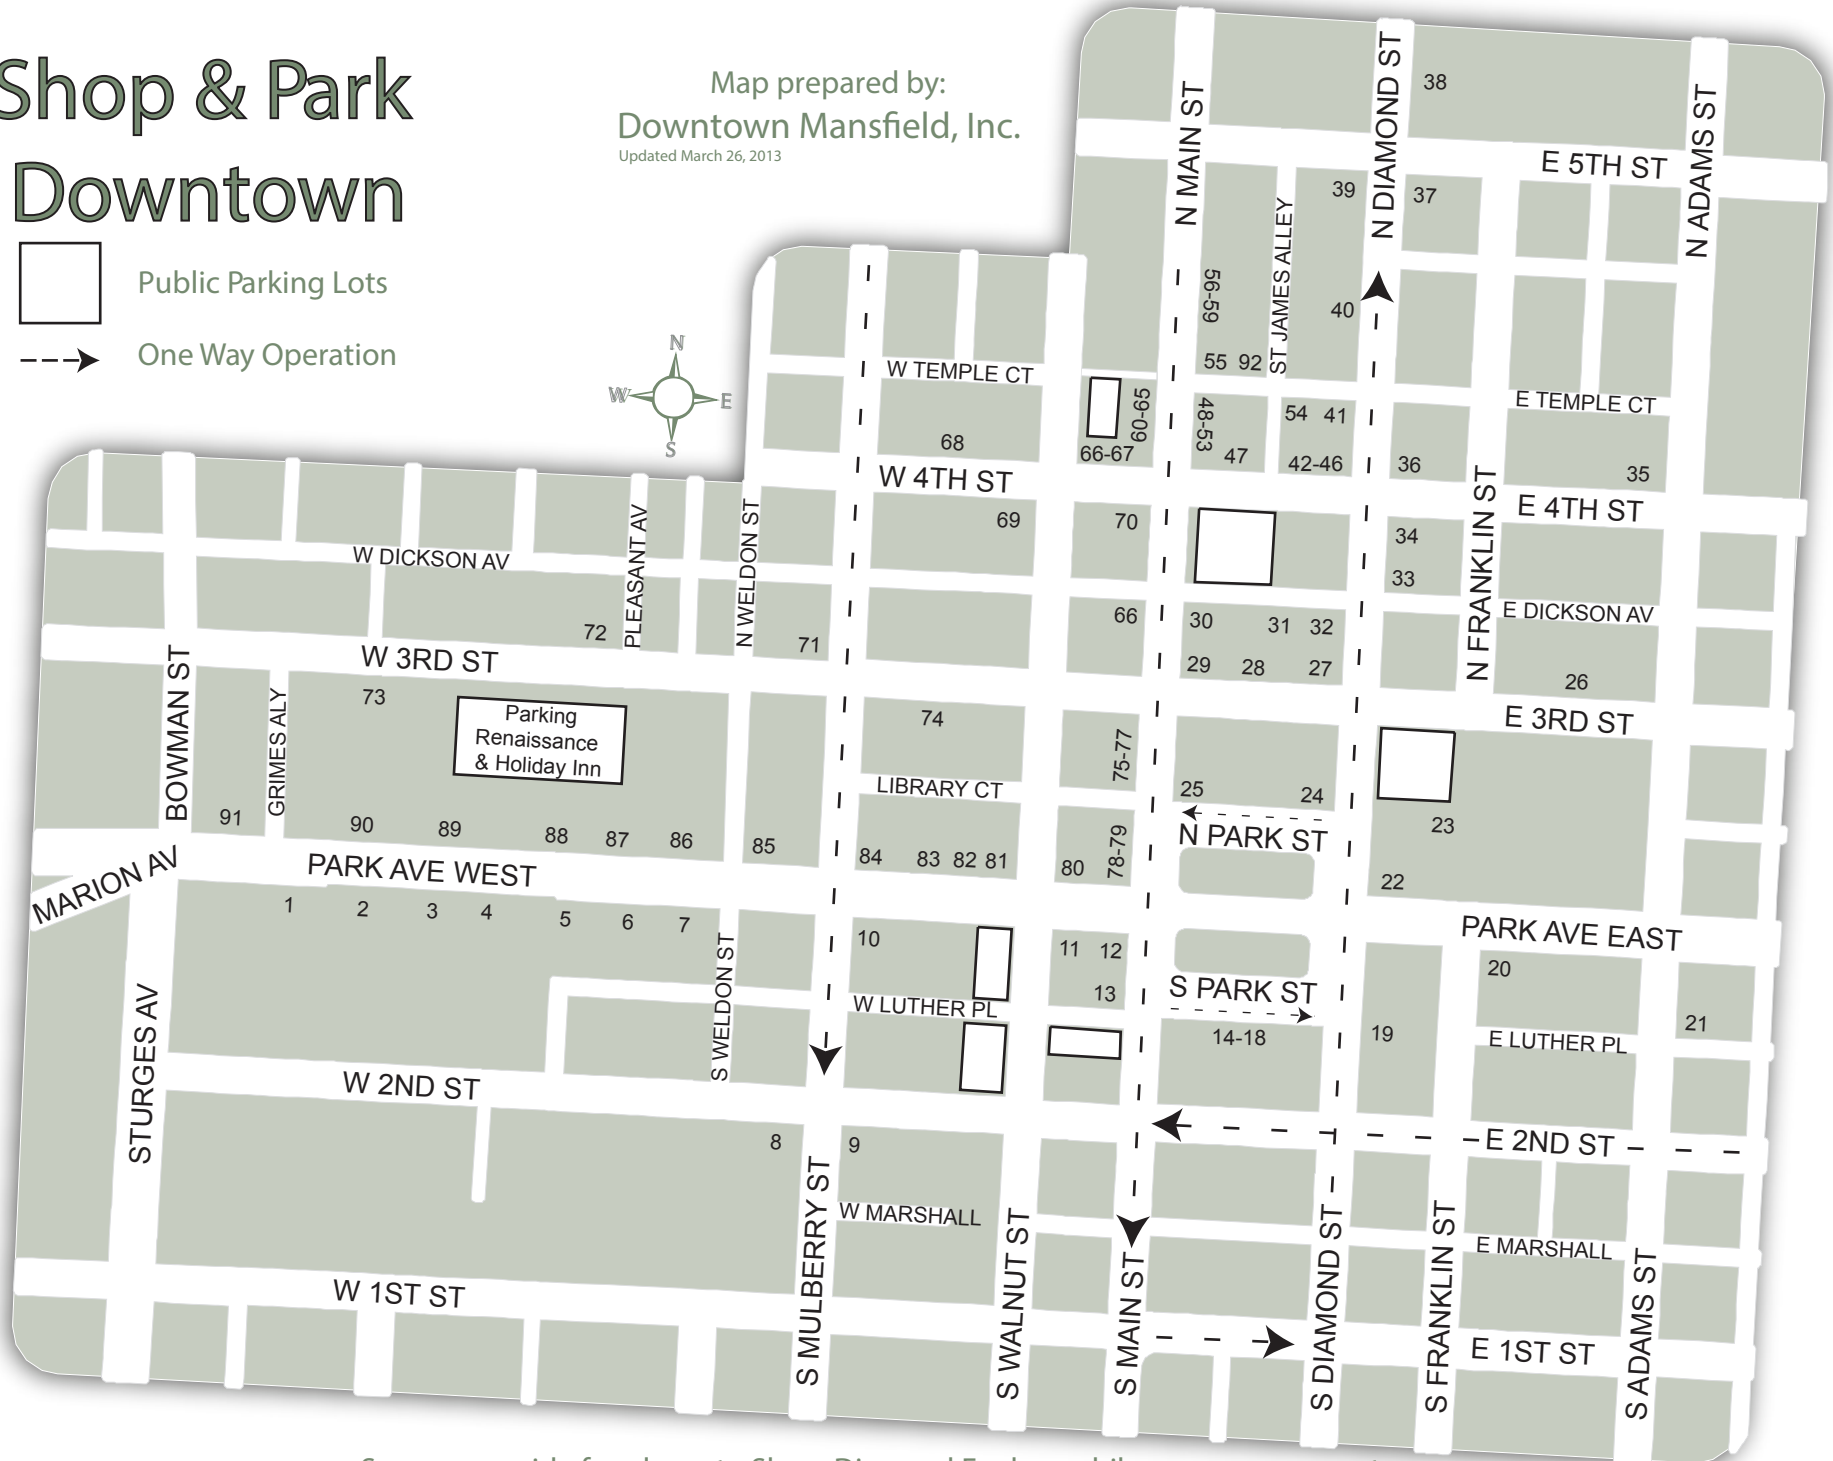 Shop & Park
Downtown
Public Parking Lots
One Way Operation
Map prepared by:
Downtown Mansfield, Inc.
Updated March 26, 2013
N
W
E
S
N MAIN ST
N DIAMOND ST
38
N ADAMS ST
E 5TH ST
39
37
ST JAMES ALLEY
56-59
40
55
92
W TEMPLE CT
E TEMPLE CT
60-65
48-53
54
41
68
66-67
47
42-46
36
35
W 4TH ST
E 4TH ST
69
70
34
33
N FRANKLIN ST
W DICKSON AV
PLEASANT AV
N WELDON ST
E DICKSON AV
72
71
66
30
31
32
29
28
27
26
W 3RD ST
E 3RD ST
BOWMAN ST
GRIMES ALY
73
Parking
Renaissance
& Holiday Inn
74
75-77
LIBRARY CT
25
24
N PARK ST
23
91
90
89
88
87
86
85
84
83
82
81
80
78-79
22
MARION AV
PARK AVE WEST
PARK AVE EAST
1
2
3
4
5
6
7
S WELDON ST
10
11
12
13
20
W LUTHER PL
S PARK ST
14-18
19
E LUTHER PL
21
STURGES AV
W 2ND ST
E 2ND ST
8
9
S MULBERRY ST
W MARSHALL
S WALNUT ST
S MAIN ST
S DIAMOND ST
S FRANKLIN ST
E MARSHALL
S ADAMS ST
W 1ST ST
E 1ST ST